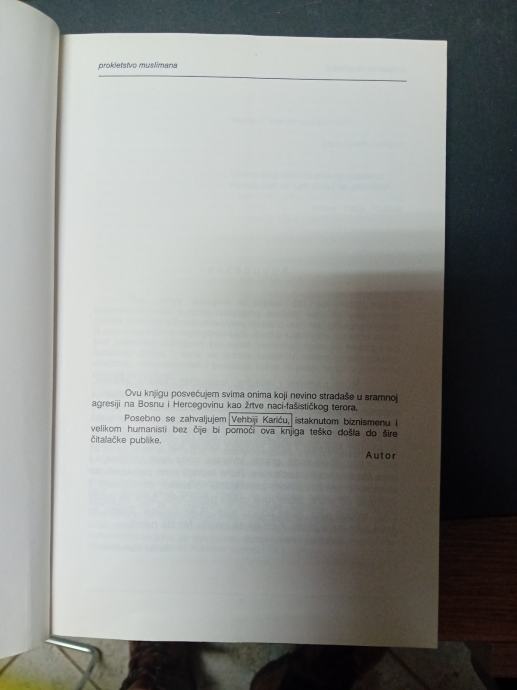 prokletstvo muslimana
Ovu knjigu posvećujem svima onima koji nevino stradaše u sramnoj
agresiji na Bosnu i Hercegovinu kao žrtve naci-fašističkog terora.
Posebno se zahvaljujem Vehbiji Kariću, istaknutom biznismenu i
velikom humanisti bez čije bi pomoći ova knjiga teško došla do šire
čitalačke publike.
Autor